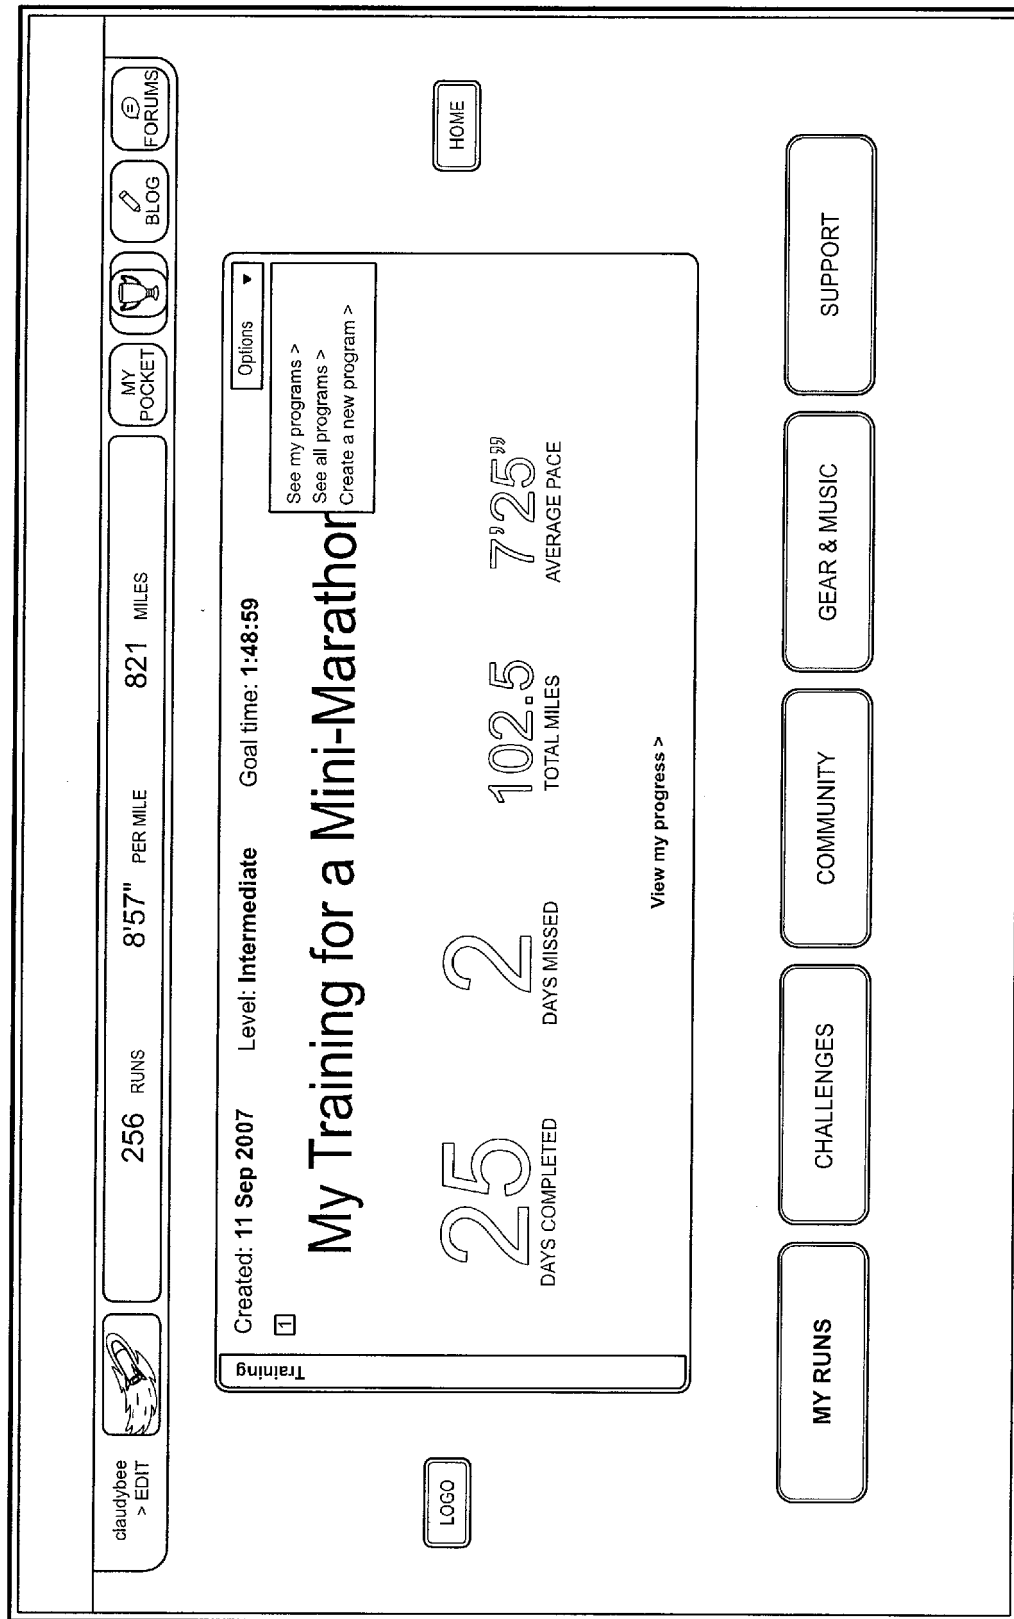 claudybee
> EDIT
256 RUNS
8'57" PER MILE
821 MILES
MY
POCKET
BLOG
FORUMS
Training
Created: 11 Sep 2007
Level: Intermediate
Goal time: 1:48:59
Options
1
My Training for a Mini-Marathon
See my programs >
See all programs >
Create a new program >
25
DAYS COMPLETED
2
DAYS MISSED
102.5
TOTAL MILES
7'25”
AVERAGE PACE
View my progress >
LOGO
HOME
MY RUNS
CHALLENGES
COMMUNITY
GEAR & MUSIC
SUPPORT